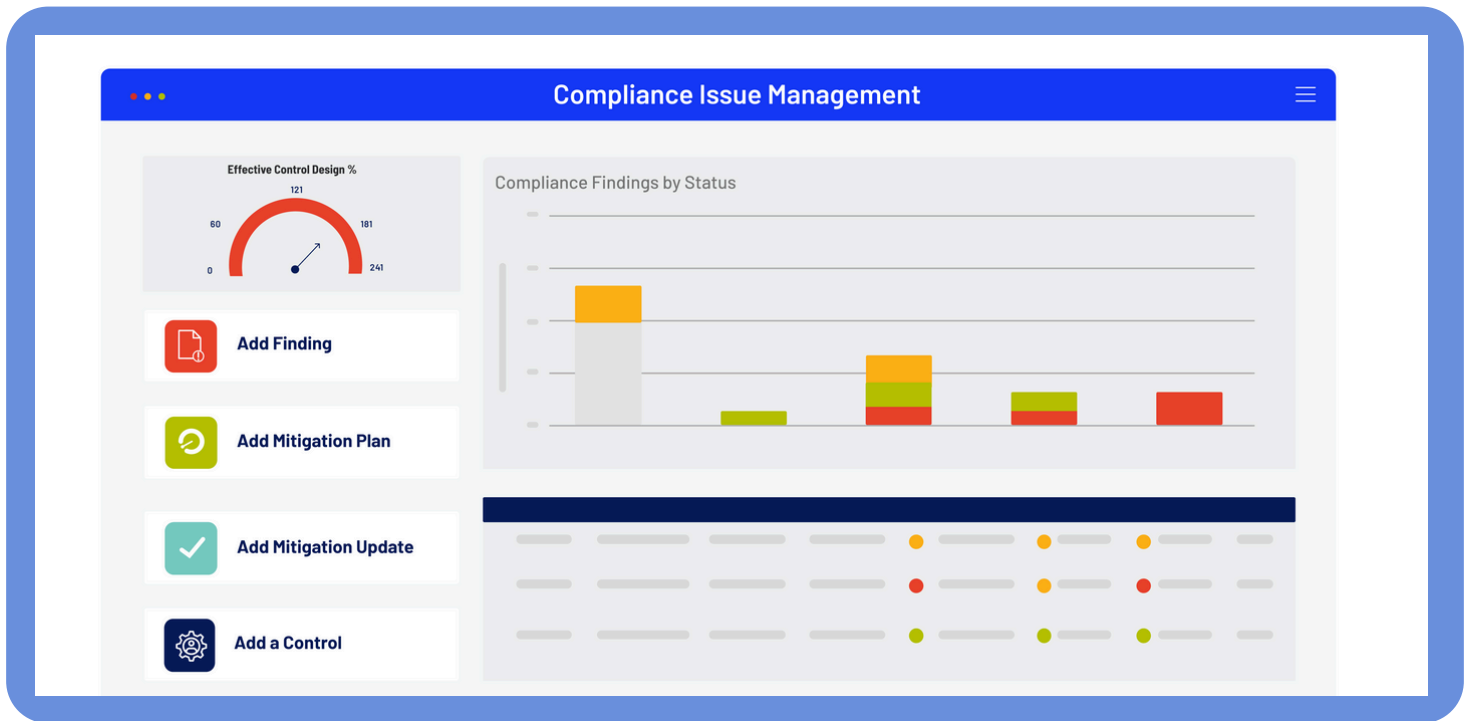 Compliance Issue Management
Effective Control Design %
121
60
181
0
241
Add Finding
Add Mitigation Plan
Add Mitigation Update
Add a Control
Compliance Findings by Status